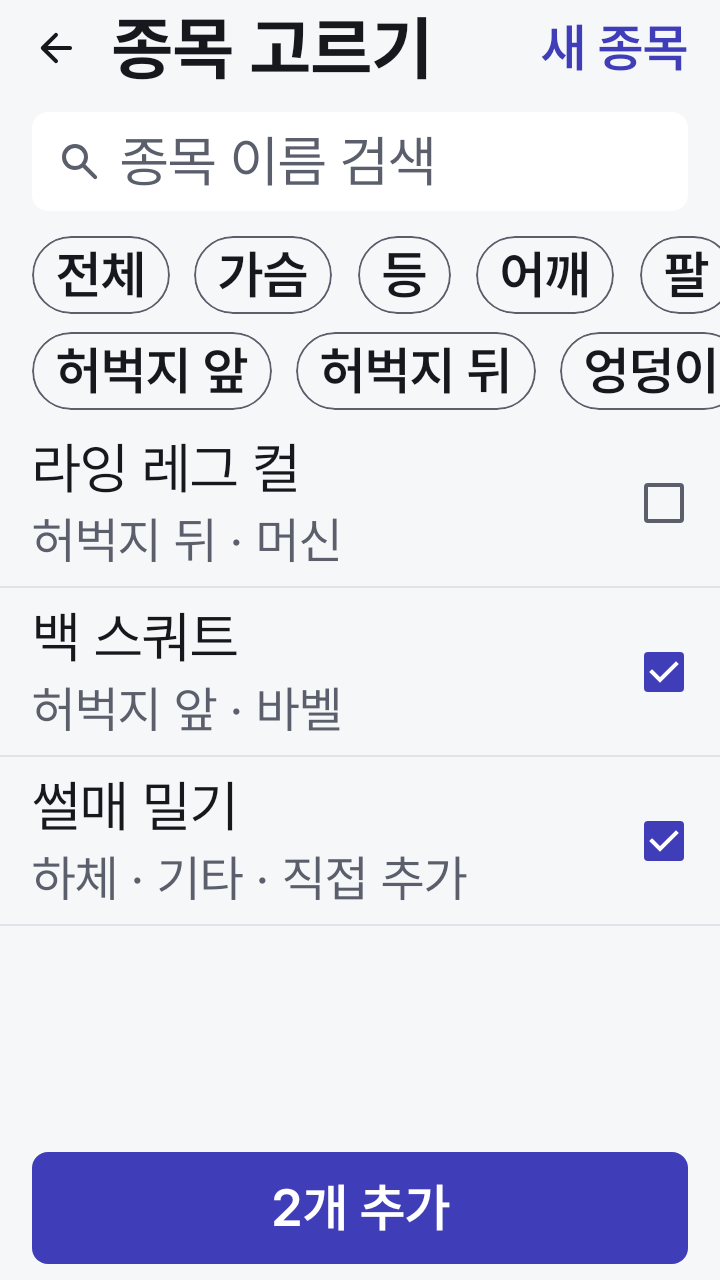 종목 고르기 새 종목
종목 이름 검색
전체 가슴 등 어깨 팔
허벅지 앞 허벅지 뒤 엉덩이
라잉 레그 컬
허벅지 뒤 · 머신
백 스쿼트
허벅지 앞 · 바벨
썰매 밀기
하체 · 기타 · 직접 추가
2개 추가